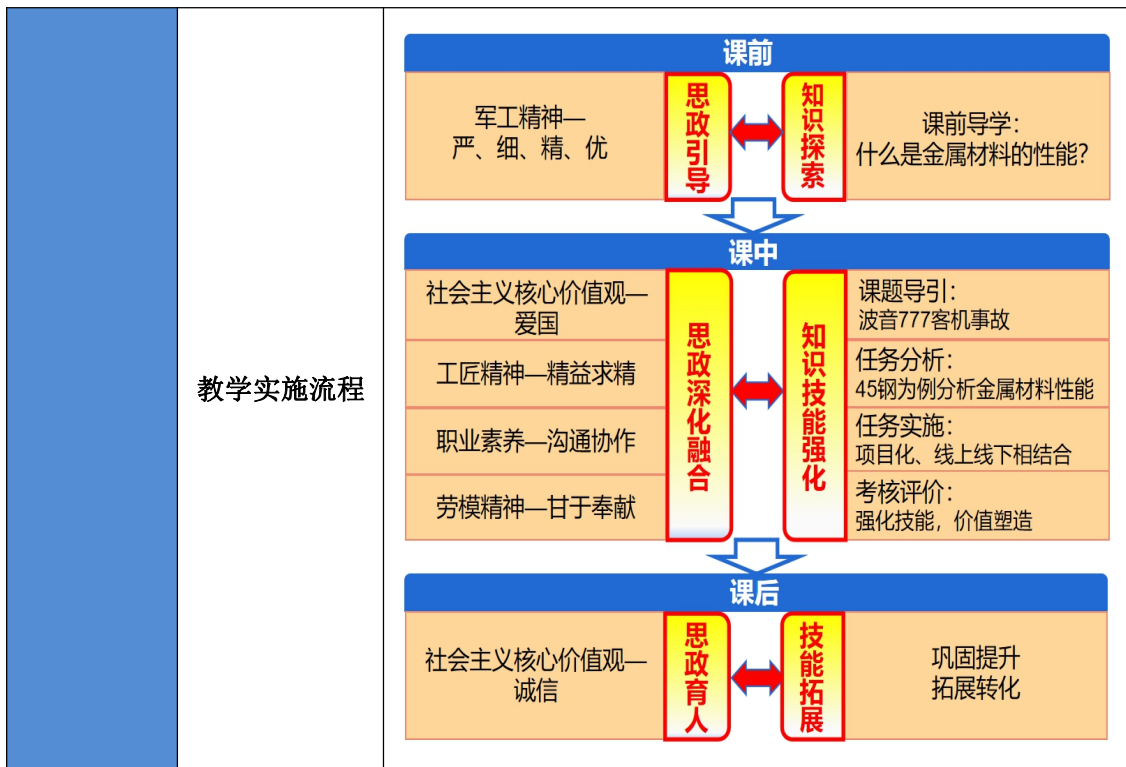 教学实施流程
课前
军工精神—
严、细、精、优
思政引导
知识探索
课前导学：
什么是金属材料的性能？
课中
社会主义核心价值观—
爱国
工匠精神—精益求精
职业素养—沟通协作
劳模精神—甘于奉献
思政深化融合
知识技能强化
课题导引：
波音777客机事故
任务分析：
45钢为例分析金属材料性能
任务实施：
项目化、线上线下相结合
考核评价：
强化技能，价值塑造
课后
社会主义核心价值观—
诚信
思政育人
技能拓展
巩固提升
拓展转化